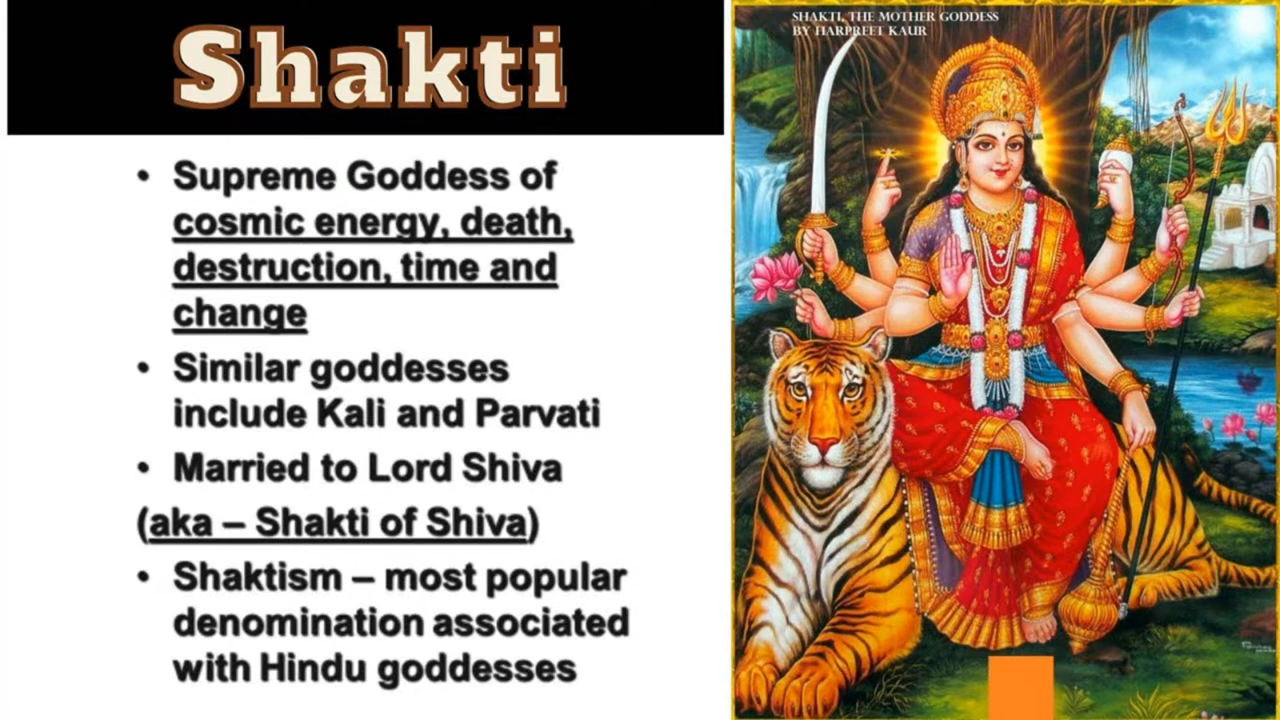 Shakti
• Supreme Goddess of
cosmic energy, death,
destruction, time and
change
• Similar goddesses
include Kali and Parvati
• Married to Lord Shiva
(aka – Shakti of Shiva)
• Shaktism – most popular
denomination associated
with Hindu goddesses
SHAKTI, THE MOTHER GODDESS
BY HARPREET KAUR